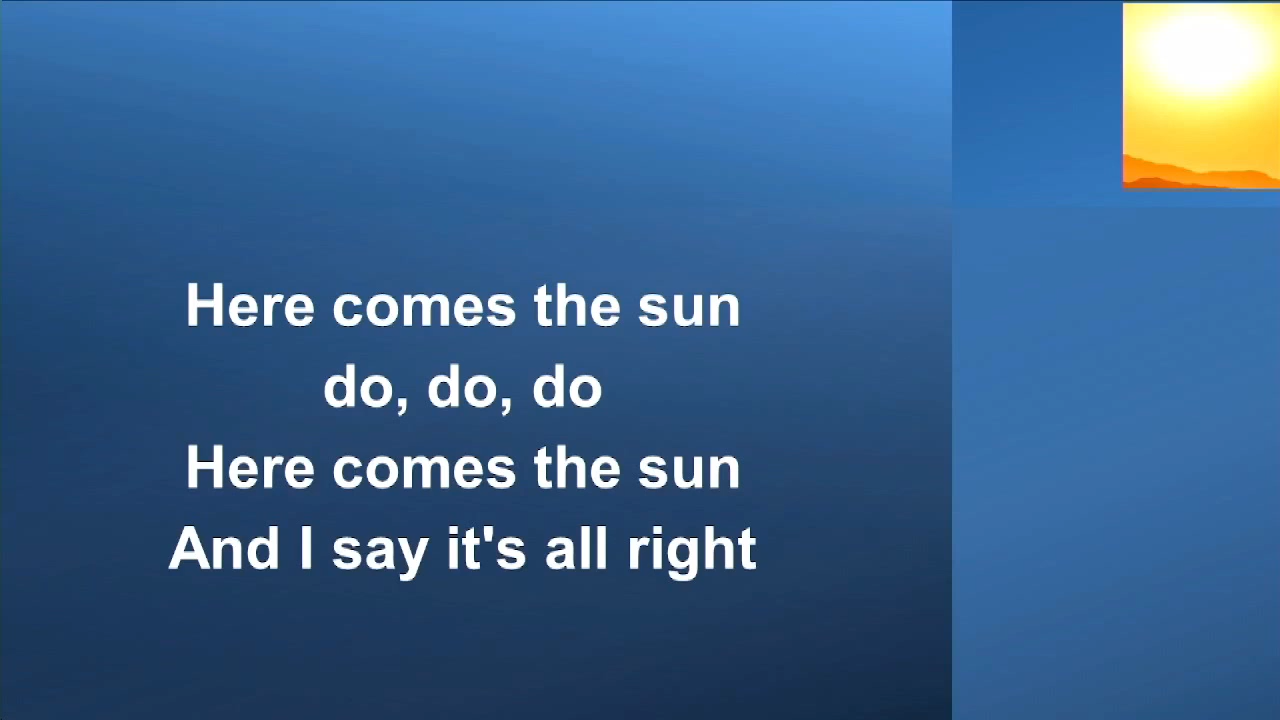 Here comes the sun
do, do, do
Here comes the sun
And I say it's all right